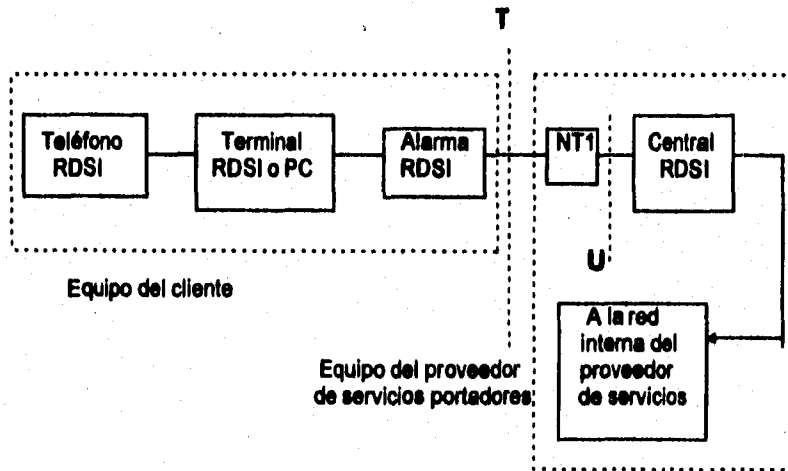 T
Teléfono
RDSI
Terminal
RDSI o PC
Alarma
RDSI
NT1
Central
RDSI
U
Equipo del cliente
A la red
interna del
proveedor
de servicios
Equipo del proveedor
de servicios portadores